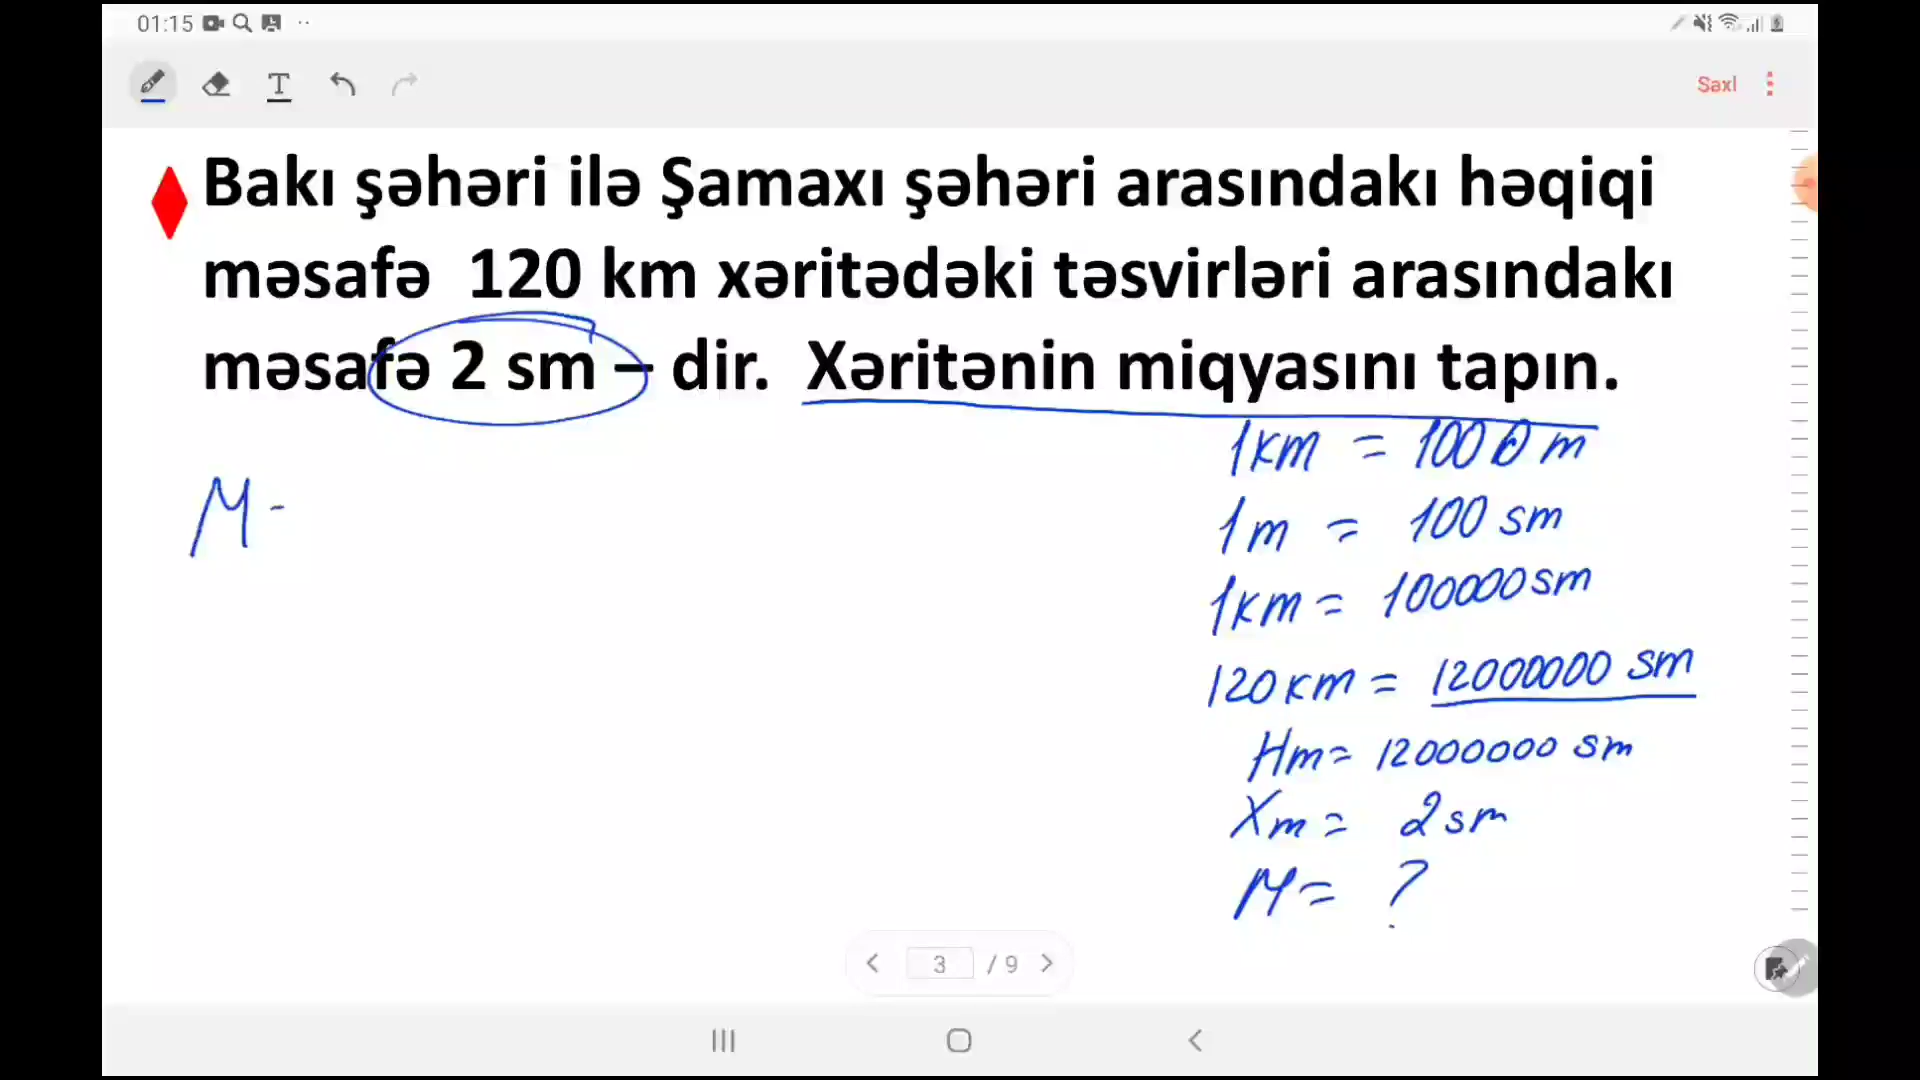 01:15
T
Saxl
Bakı şəhəri ilə Şamaxı şəhəri arasındakı həqiqi
məsafə 120 km xəritədəki təsvirləri arasındakı
məsafə 2 sm – dir. Xəritənin miqyasını tapın.
1km = 1000 m
M -
1m = 100 sm
1km = 100000 sm
120km = 12000000 sm
Hm = 12000000 sm
Xm = 2 sm
M = ?
3 / 9